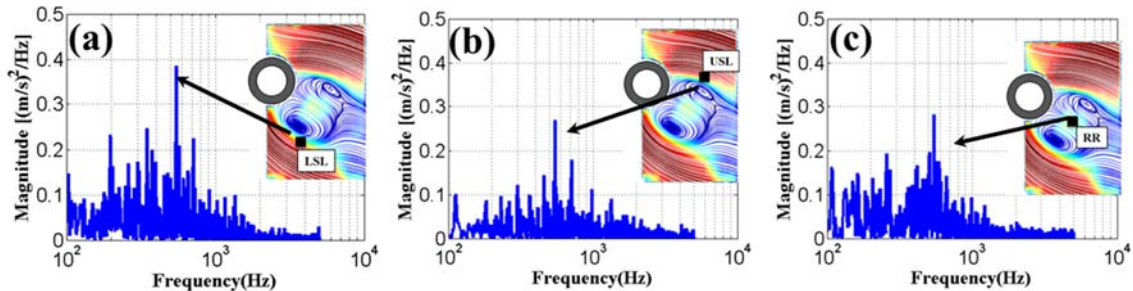 (a)
Magnitude [(m/s)²/Hz]
0.5
0.4
0.3
0.2
0.1
0
10² 10³ 10⁴
Frequency(Hz)
LSL
(b)
Magnitude [(m/s)²/Hz]
0.5
0.4
0.3
0.2
0.1
0
10² 10³ 10⁴
Frequency(Hz)
USL
(c)
Magnitude [(m/s)²/Hz]
0.5
0.4
0.3
0.2
0.1
0
10² 10³ 10⁴
Frequency(Hz)
RR